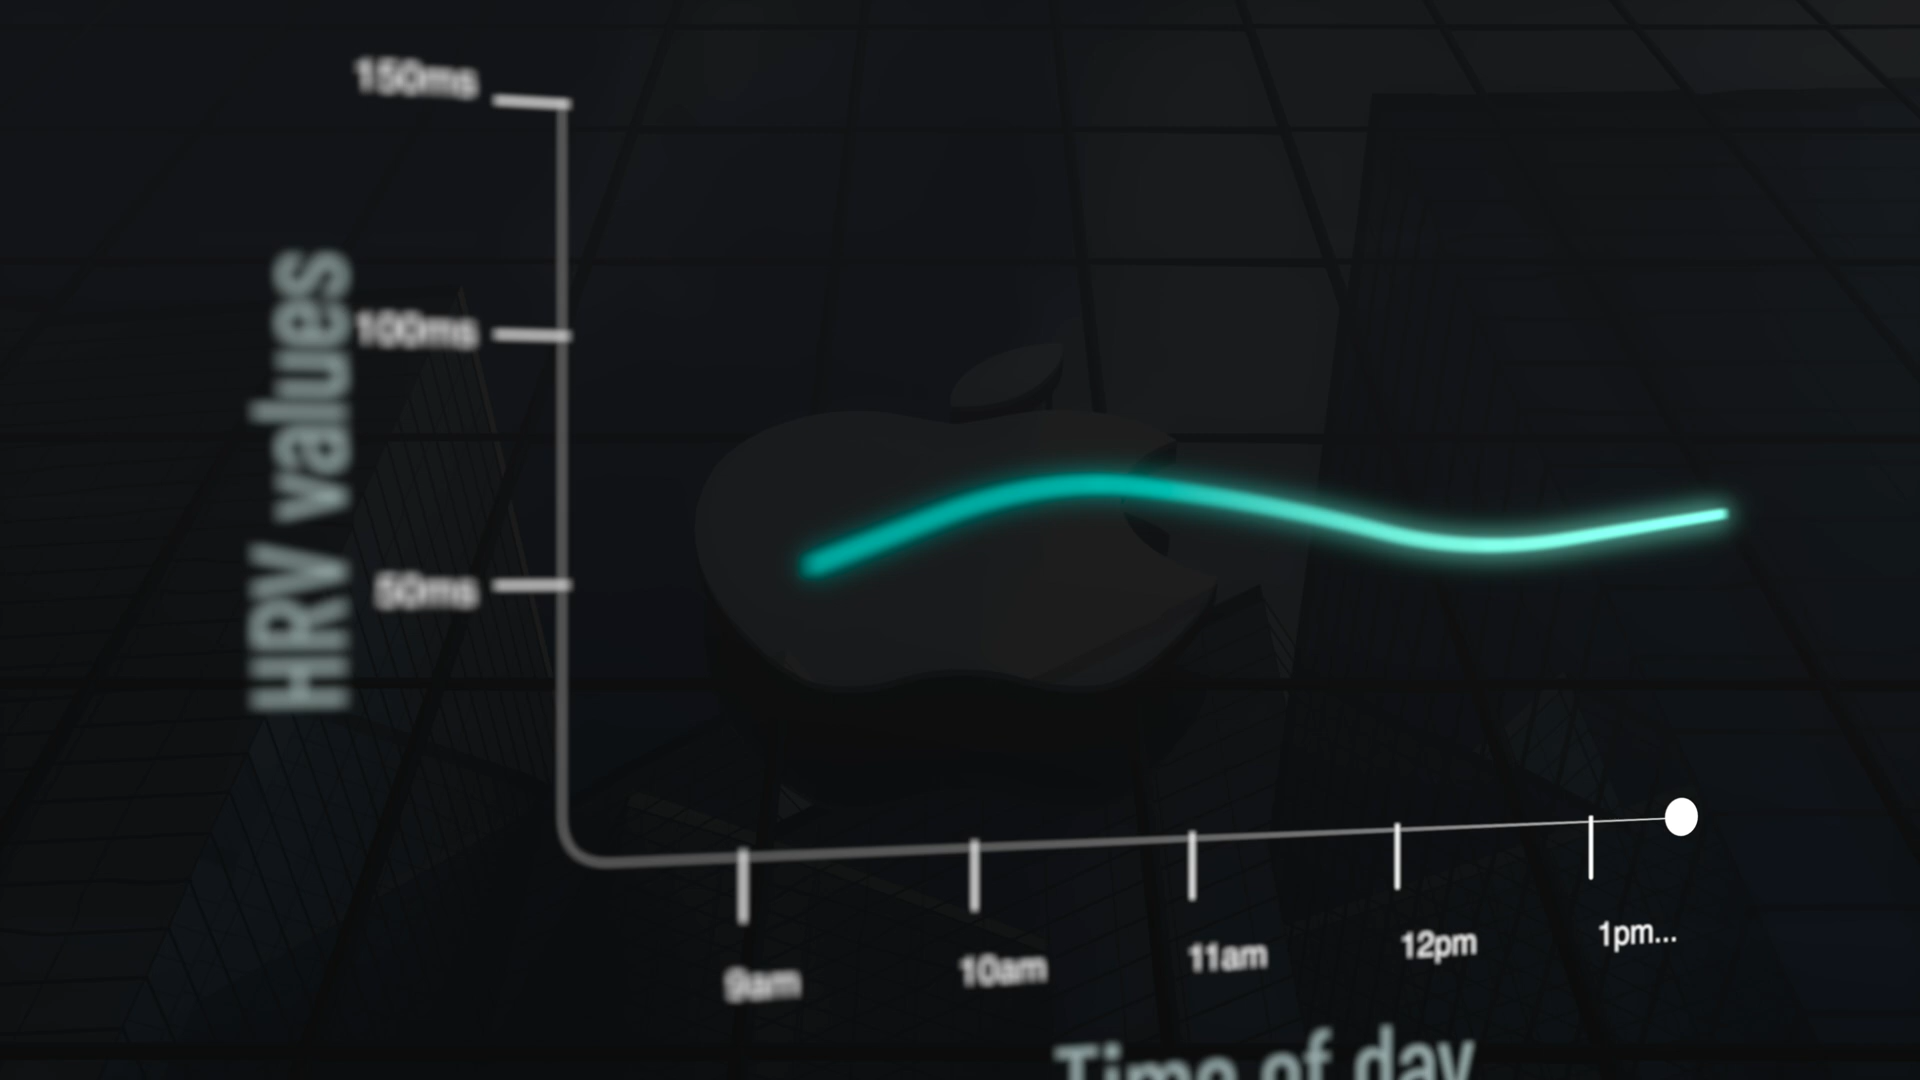 150ms
100ms
50ms
HRV values
9am
10am
11am
12pm
1pm...
Time of day